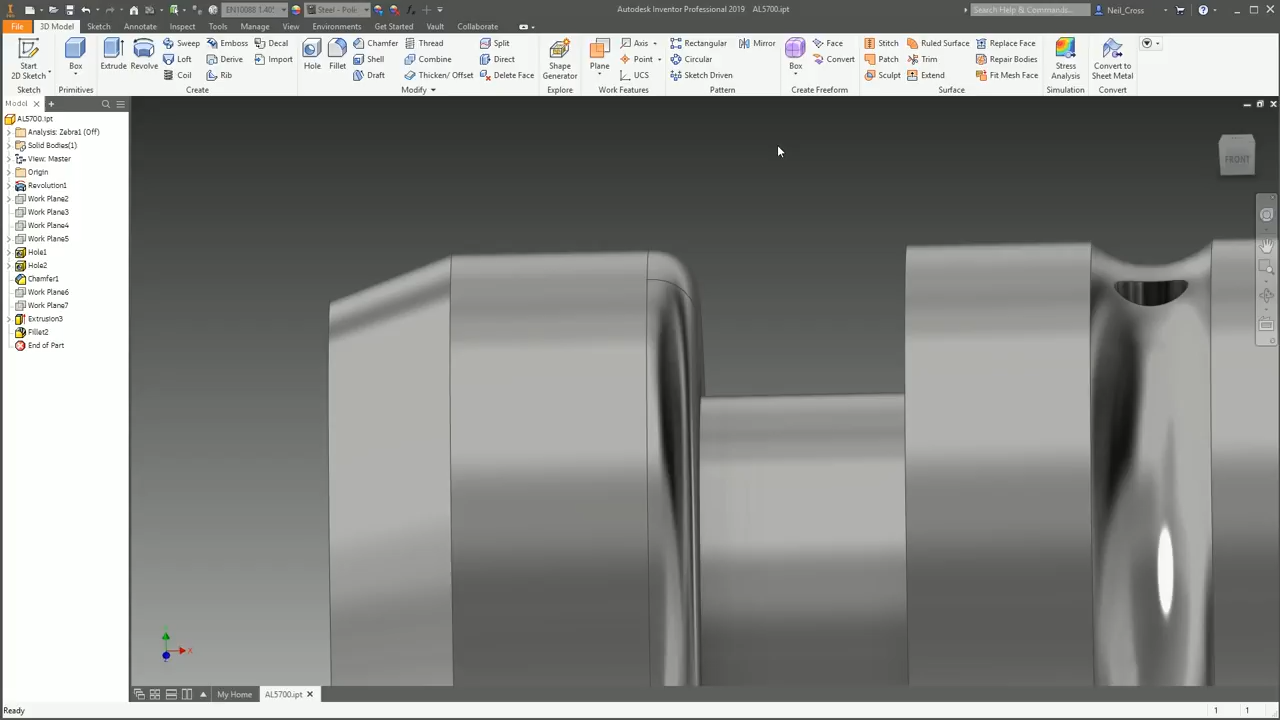 EN10088 1.40° Steel - Polis Autodesk Inventor Professional 2019 AL5700.ipt Search Help & Commands... Neil_Cross
File 3D Model Sketch Annotate Inspect Tools Manage View Environments Get Started Vault Collaborate
Start
2D Sketch
Sketch
Box
Primitives
Extrude Revolve
Sweep Emboss Decal
Loft Derive Import
Coil Rib
Create
Hole Fillet
Chamfer Thread Split
Shell Combine Direct
Draft Thicken/ Offset Delete Face
Modify
Shape
Generator
Explore
Plane
Axis
Point
UCS
Work Features
Rectangular Mirror
Circular
Sketch Driven
Pattern
Box
Face
Convert
Create Freeform
Stitch Ruled Surface Replace Face
Patch Trim Repair Bodies
Sculpt Extend Fit Mesh Face
Surface
Stress
Analysis
Simulation
Convert to
Sheet Metal
Convert
Model
AL5700.ipt
Analysis: Zebra1 (Off)
Solid Bodies(1)
View: Master
Origin
Revolution1
Work Plane2
Work Plane3
Work Plane4
Work Plane5
Hole1
Hole2
Chamfer1
Work Plane6
Work Plane7
Extrusion3
Fillet2
End of Part
FRONT
X
My Home AL5700.ipt
Ready 1 1